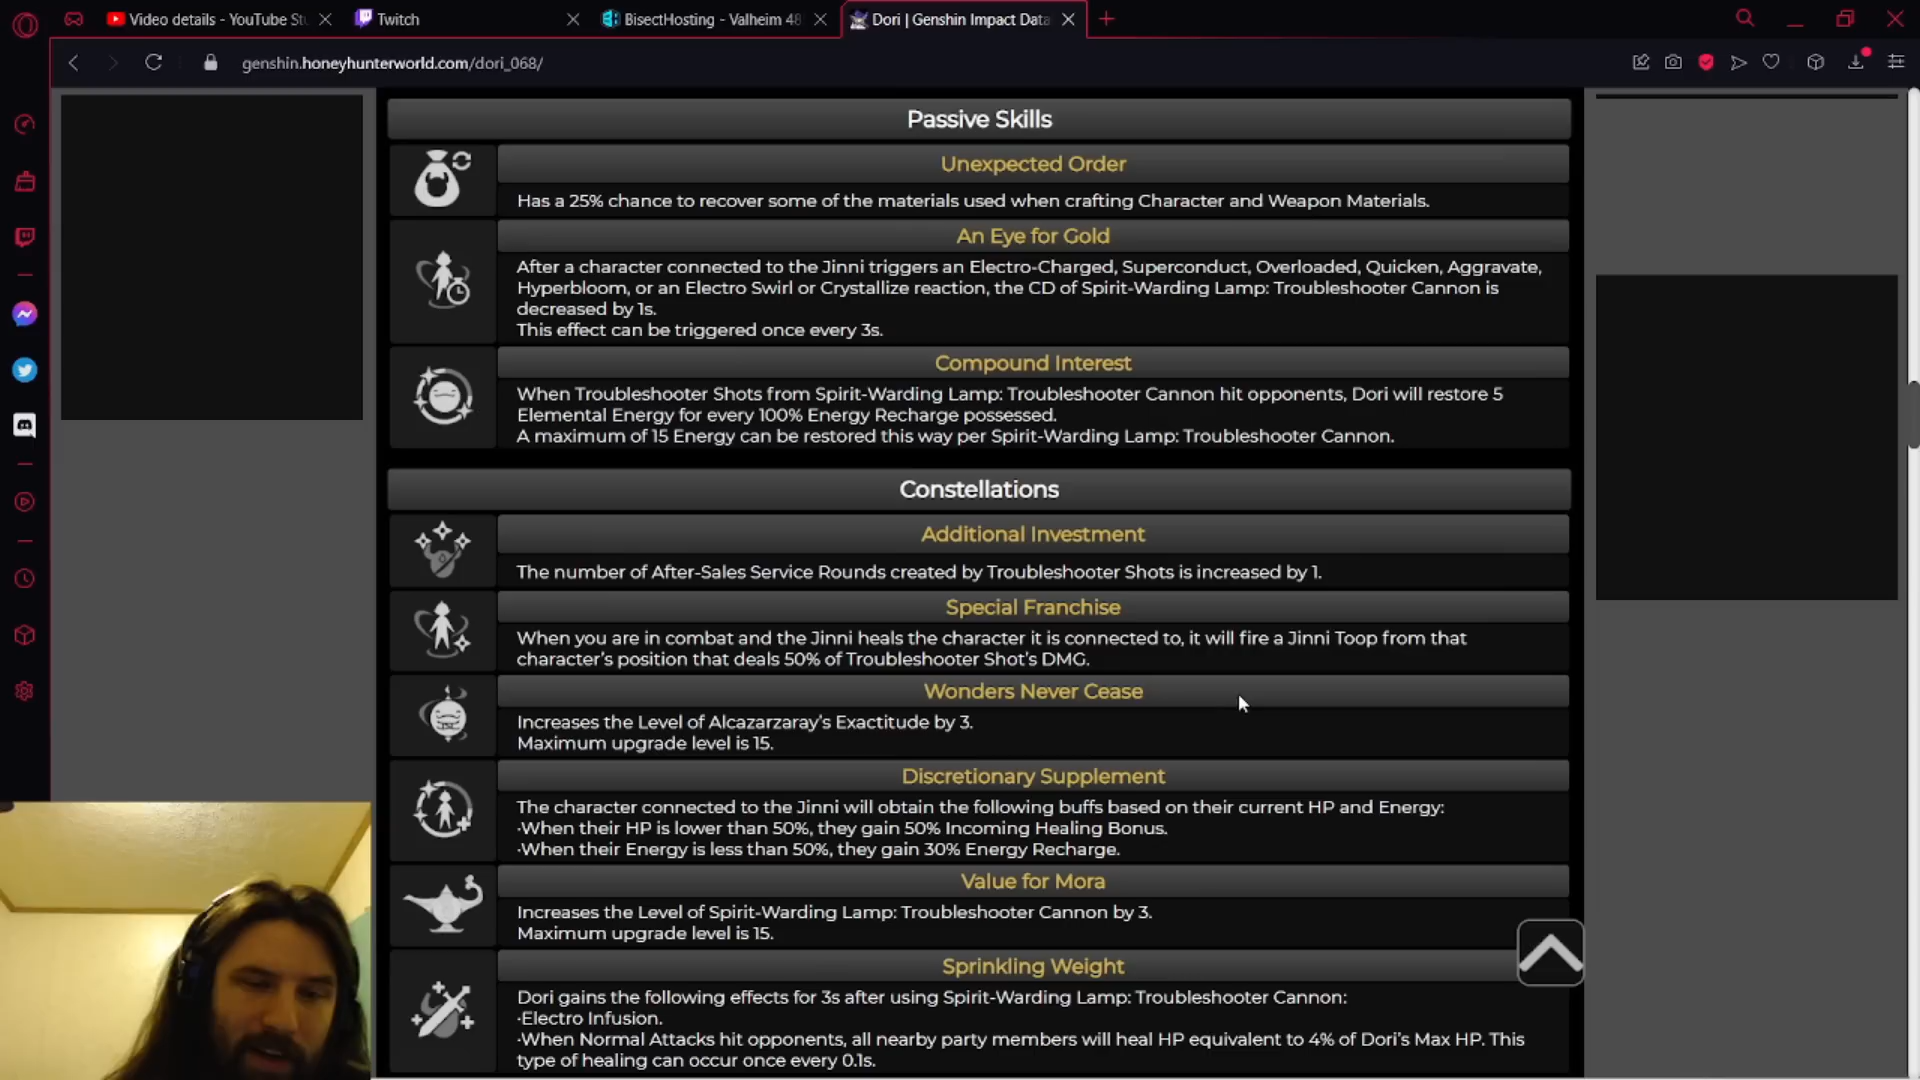 Video details - YouTube St
Twitch
BisectHosting - Valheim 48
Dori | Genshin Impact Data
genshin.honeyhunterworld.com/dori_068/
Passive Skills
Unexpected Order
Has a 25% chance to recover some of the materials used when crafting Character and Weapon Materials.
An Eye for Gold
After a character connected to the Jinni triggers an Electro-Charged, Superconduct, Overloaded, Quicken, Aggravate,
Hyperbloom, or an Electro Swirl or Crystallize reaction, the CD of Spirit-Warding Lamp: Troubleshooter Cannon is
decreased by 1s.
This effect can be triggered once every 3s.
Compound Interest
When Troubleshooter Shots from Spirit-Warding Lamp: Troubleshooter Cannon hit opponents, Dori will restore 5
Elemental Energy for every 100% Energy Recharge possessed.
A maximum of 15 Energy can be restored this way per Spirit-Warding Lamp: Troubleshooter Cannon.
Constellations
Additional Investment
The number of After-Sales Service Rounds created by Troubleshooter Shots is increased by 1.
Special Franchise
When you are in combat and the Jinni heals the character it is connected to, it will fire a Jinni Toop from that
character's position that deals 50% of Troubleshooter Shot's DMG.
Wonders Never Cease
Increases the Level of Alcazarzaray's Exactitude by 3.
Maximum upgrade level is 15.
Discretionary Supplement
The character connected to the Jinni will obtain the following buffs based on their current HP and Energy:
·When their HP is lower than 50%, they gain 50% Incoming Healing Bonus.
·When their Energy is less than 50%, they gain 30% Energy Recharge.
Value for Mora
Increases the Level of Spirit-Warding Lamp: Troubleshooter Cannon by 3.
Maximum upgrade level is 15.
Sprinkling Weight
Dori gains the following effects for 3s after using Spirit-Warding Lamp: Troubleshooter Cannon:
·Electro Infusion.
·When Normal Attacks hit opponents, all nearby party members will heal HP equivalent to 4% of Dori's Max HP. This
type of healing can occur once every 0.1s.